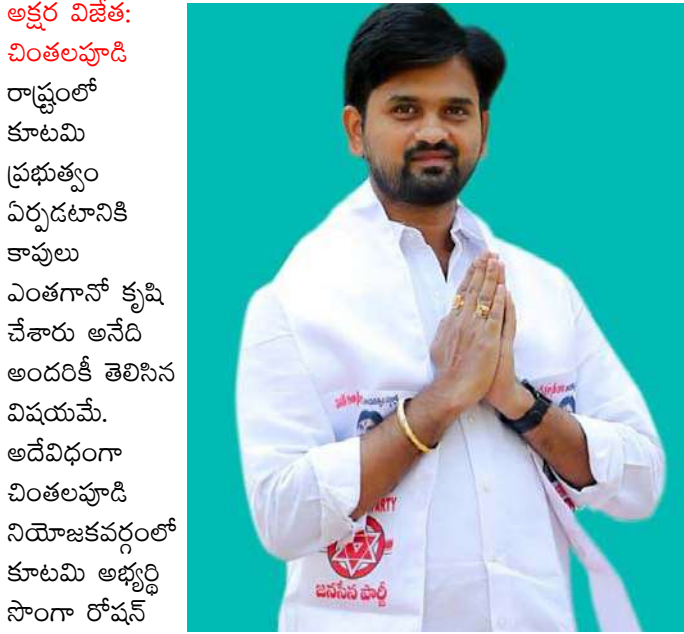 అక్షర విజేత:
చింతలపూడి
రాష్ట్రంలో
కూటమి
ప్రభుత్వం
ఏర్పడటానికి
కాపులు
ఎంతగానో కృషి
చేశారు అనేది
అందరికీ తెలిసిన
విషయమే.
అదేవిధంగా
చింతలపూడి
నియోజకవర్గంలో
కూటమి అభ్యర్థి
సొంగా రోషన్
PARTY
జనసేన పార్టీ